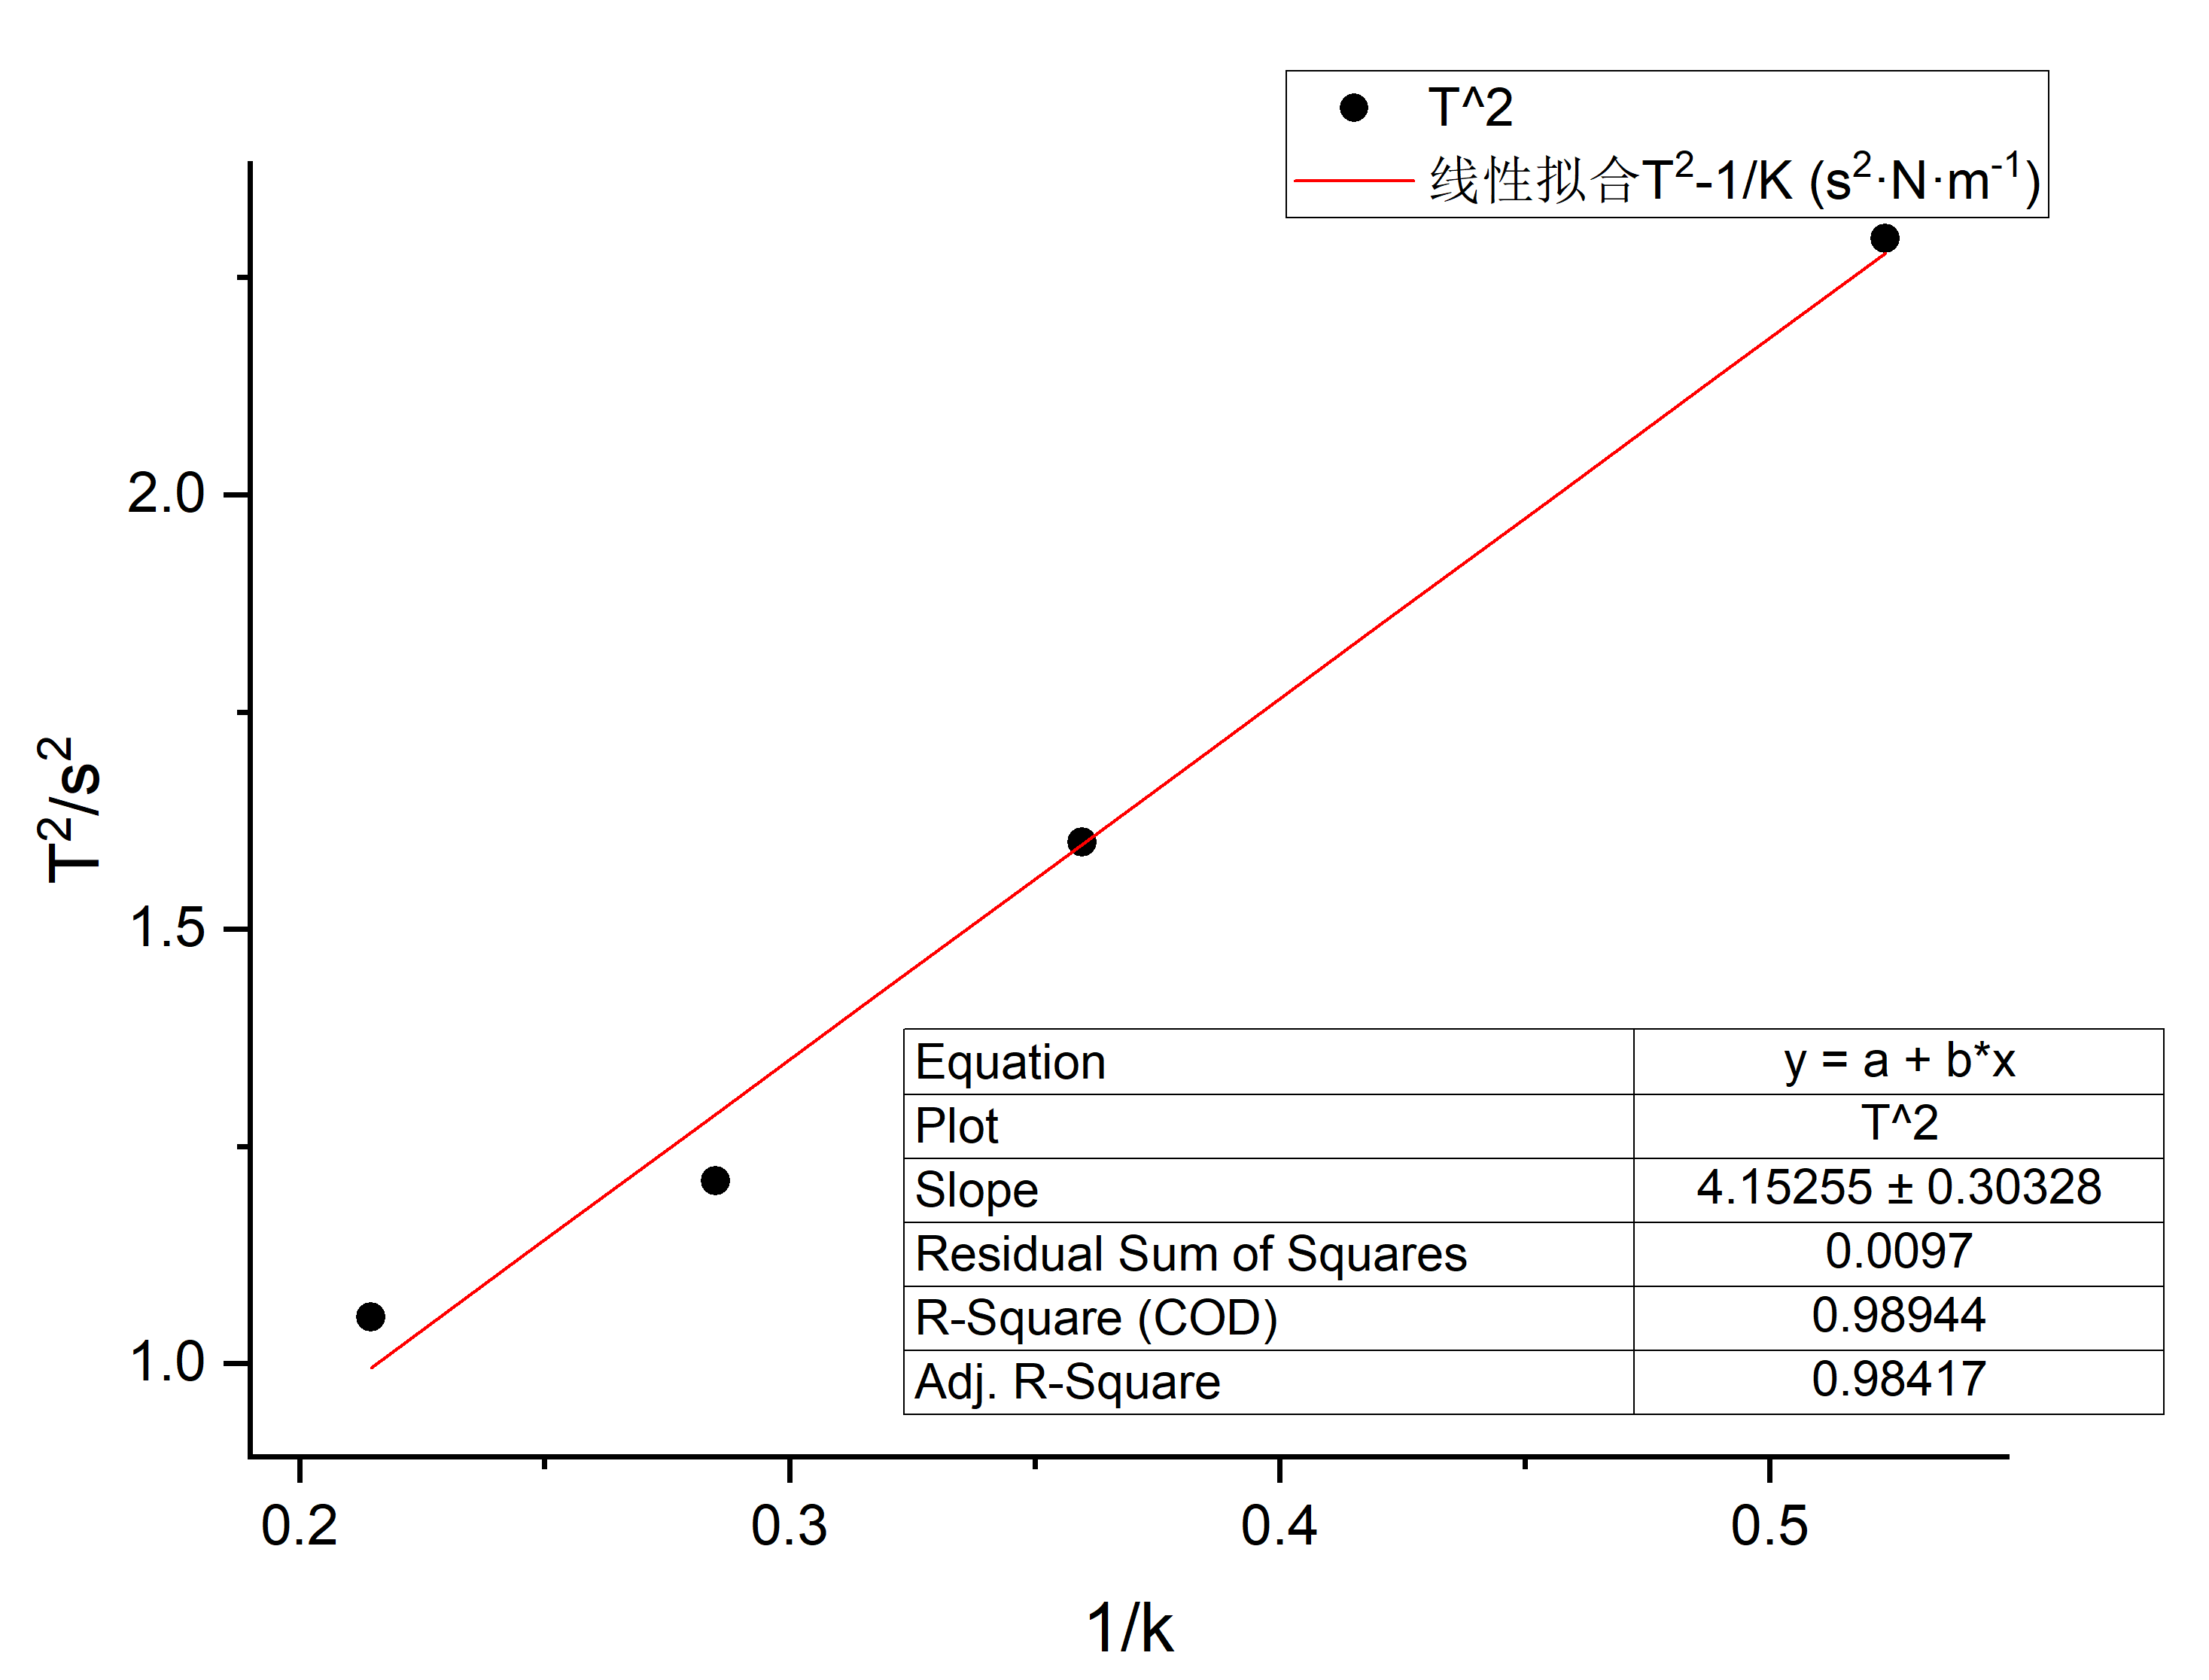 T^2
线性拟合T²-1/K (s²·N·m⁻¹)
T²/s²
2.0
1.5
1.0
Equation y = a + b*x
Plot T^2
Slope 4.15255 ± 0.30328
Residual Sum of Squares 0.0097
R-Square (COD) 0.98944
Adj. R-Square 0.98417
0.2 0.3 0.4 0.5
1/k